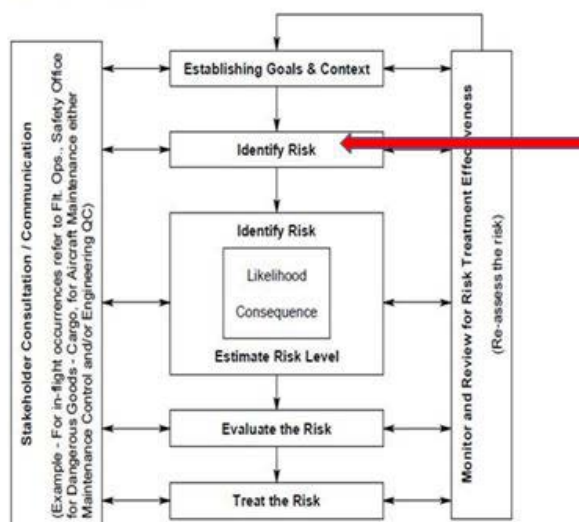 Stakeholder Consultation / Communication
(Example - For in-flight occurrences refer to Flt. Ops., Safety Office
for Dangerous Goods - Cargo, for Aircraft Maintenance either
Maintenance Control and/or Engineering QC)
Establishing Goals & Context
Identify Risk
Identify Risk
Likelihood
Consequence
Estimate Risk Level
Evaluate the Risk
Treat the Risk
Monitor and Review for Risk Treatment Effectiveness
(Re-assess the risk)